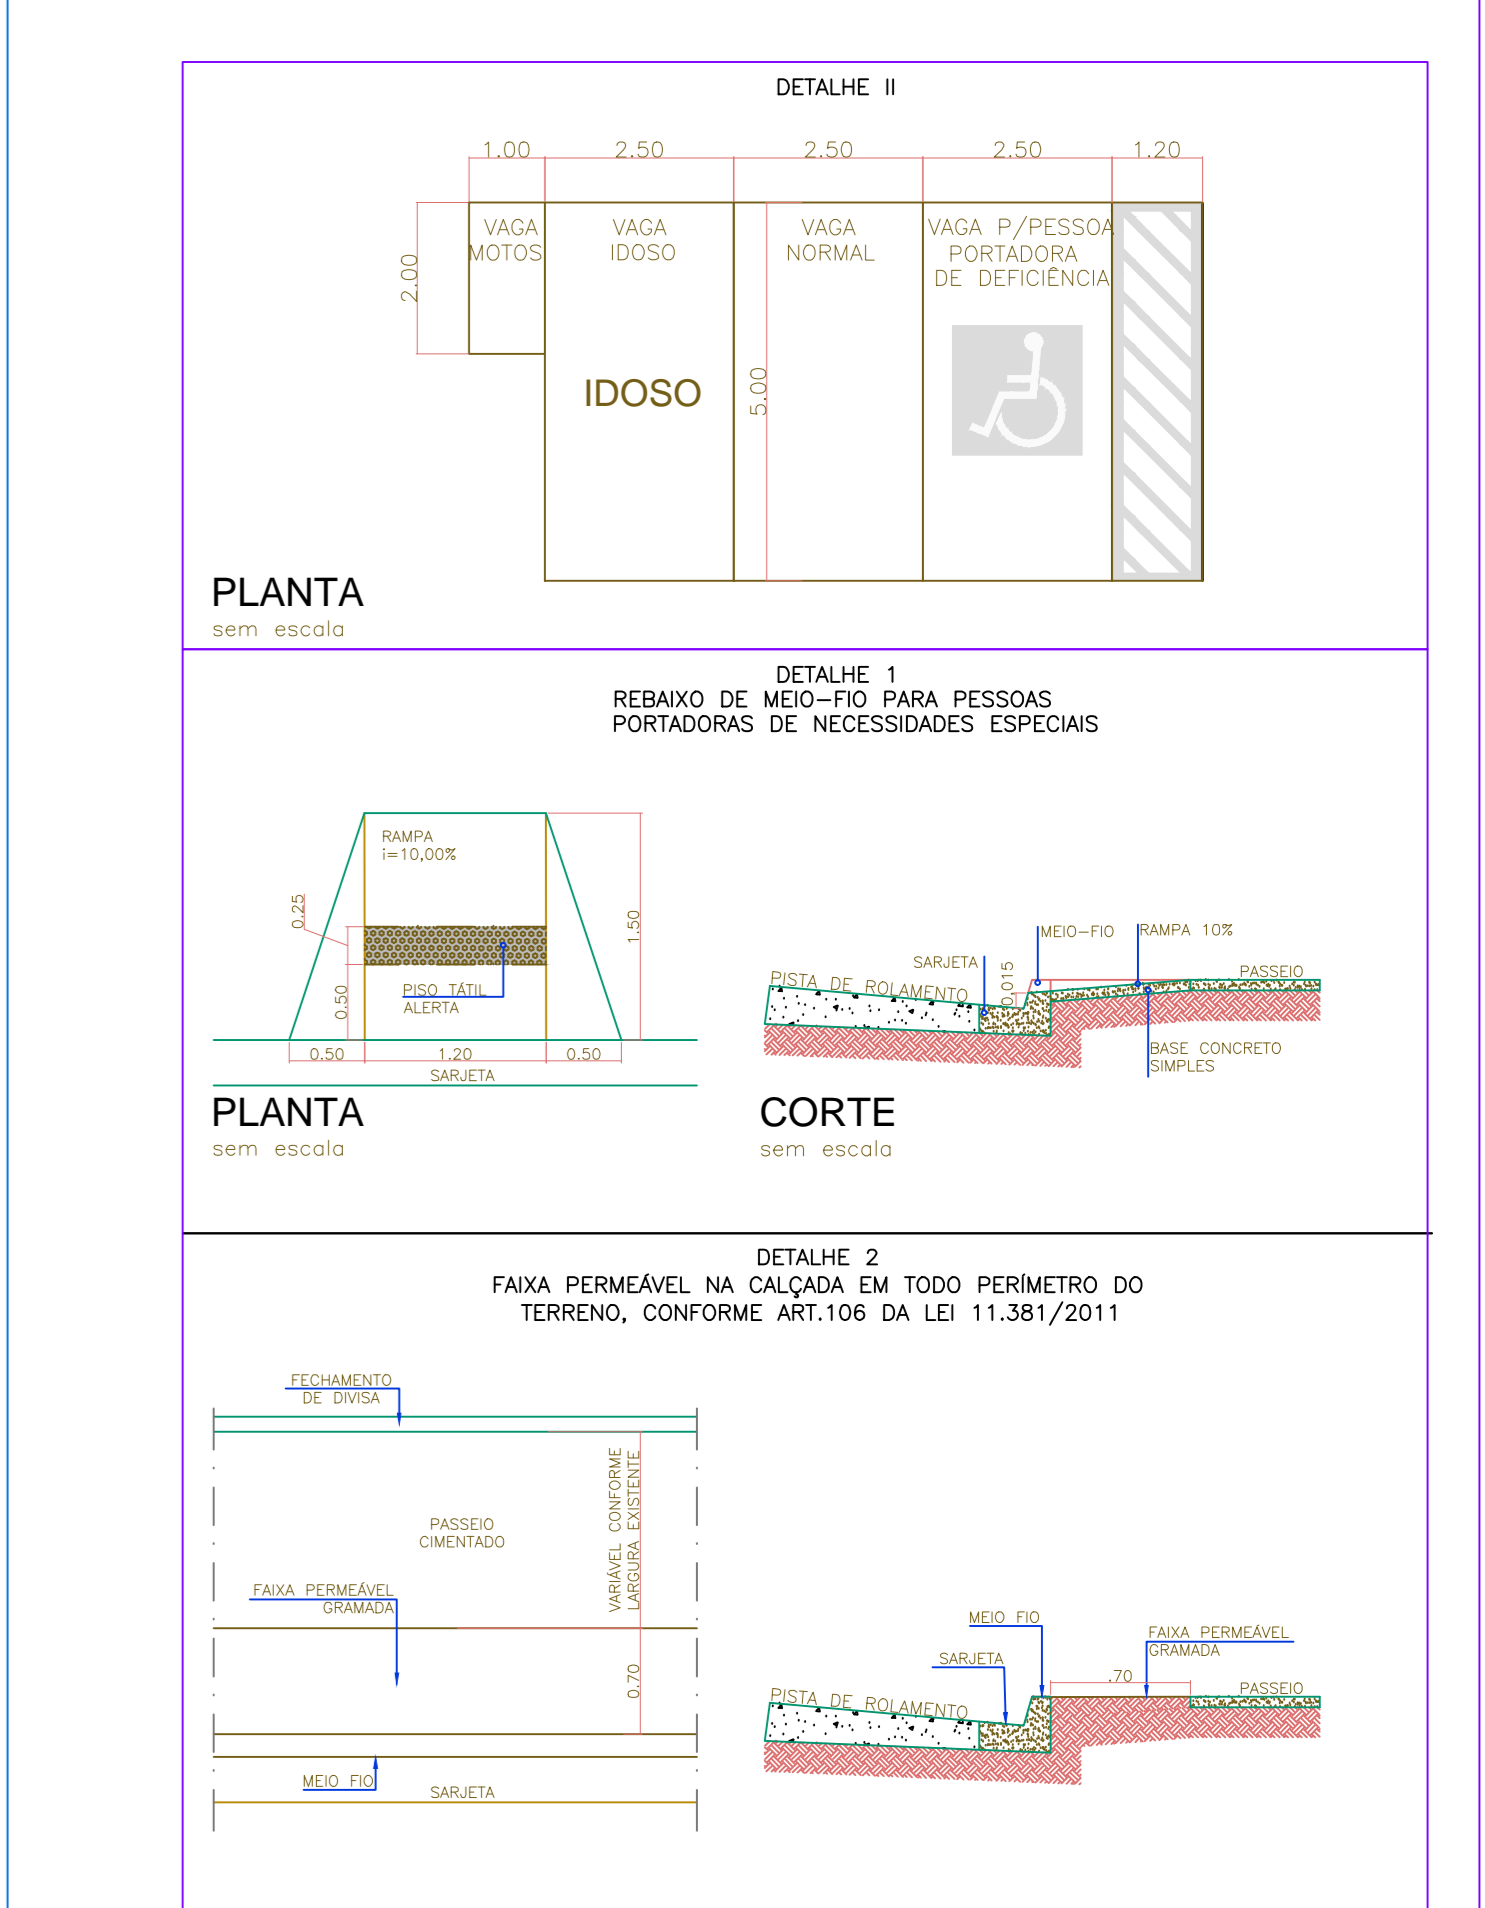 DETALHE II
1.00 2.50 2.50 2.50 1.20
VAGA
MOTOS
VAGA
IDOSO
VAGA
NORMAL
VAGA P/PESSOA
PORTADORA
DE DEFICIÊNCIA
2.00
IDOSO
5.00
PLANTA
sem escala
DETALHE 1
REBAIXO DE MEIO-FIO PARA PESSOAS
PORTADORAS DE NECESSIDADES ESPECIAIS
RAMPA
i=10,00%
0.25
1.50
0.50
PISO TÁTIL
ALERTA
0.50 1.20 0.50
SARJETA
PLANTA
sem escala
MEIO-FIO
RAMPA 10%
SARJETA
0,015
PASSEIO
PISTA DE ROLAMENTO
BASE CONCRETO
SIMPLES
CORTE
sem escala
DETALHE 2
FAIXA PERMEÁVEL NA CALÇADA EM TODO PERÍMETRO DO
TERRENO, CONFORME ART.106 DA LEI 11.381/2011
FECHAMENTO
DE DIVISA
VARIÁVEL CONFORME
LARGURA EXISTENTE
PASSEIO
CIMENTADO
FAIXA PERMEÁVEL
GRAMADA
0.70
MEIO FIO
SARJETA
MEIO FIO
FAIXA PERMEÁVEL
GRAMADA
SARJETA
.70
PASSEIO
PISTA DE ROLAMENTO